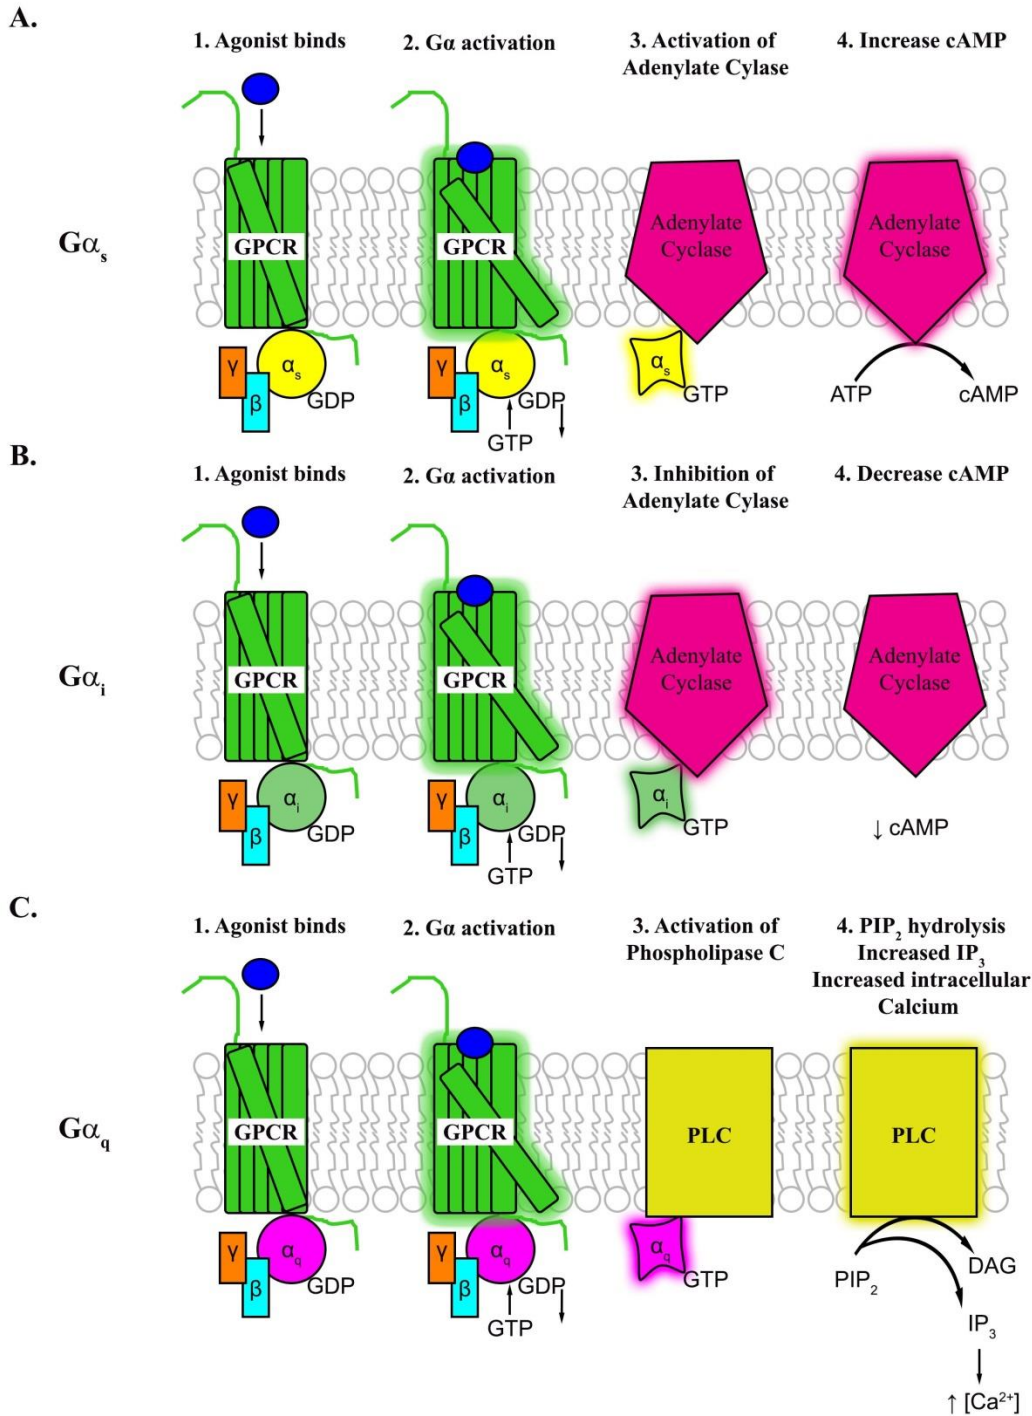 A.
1. Agonist binds
2. Gα activation
3. Activation of
Adenylate Cylase
4. Increase cAMP
Gαs
GPCR
γ
β
αs
GDP
GPCR
γ
β
αs
GDP
GTP
Adenylate
Cyclase
αs
GTP
Adenylate
Cyclase
ATP
cAMP
B.
1. Agonist binds
2. Gα activation
3. Inhibition of
Adenylate Cylase
4. Decrease cAMP
Gαi
GPCR
γ
β
αi
GDP
GPCR
γ
β
αi
GDP
GTP
Adenylate
Cyclase
αi
GTP
Adenylate
Cyclase
↓ cAMP
C.
1. Agonist binds
2. Gα activation
3. Activation of
Phospholipase C
4. PIP₂ hydrolysis
Increased IP₃
Increased intracellular
Calcium
Gαq
GPCR
γ
β
αq
GDP
GPCR
γ
β
αq
GDP
GTP
PLC
αq
GTP
PLC
PIP₂
DAG
IP₃
↑ [Ca²⁺]